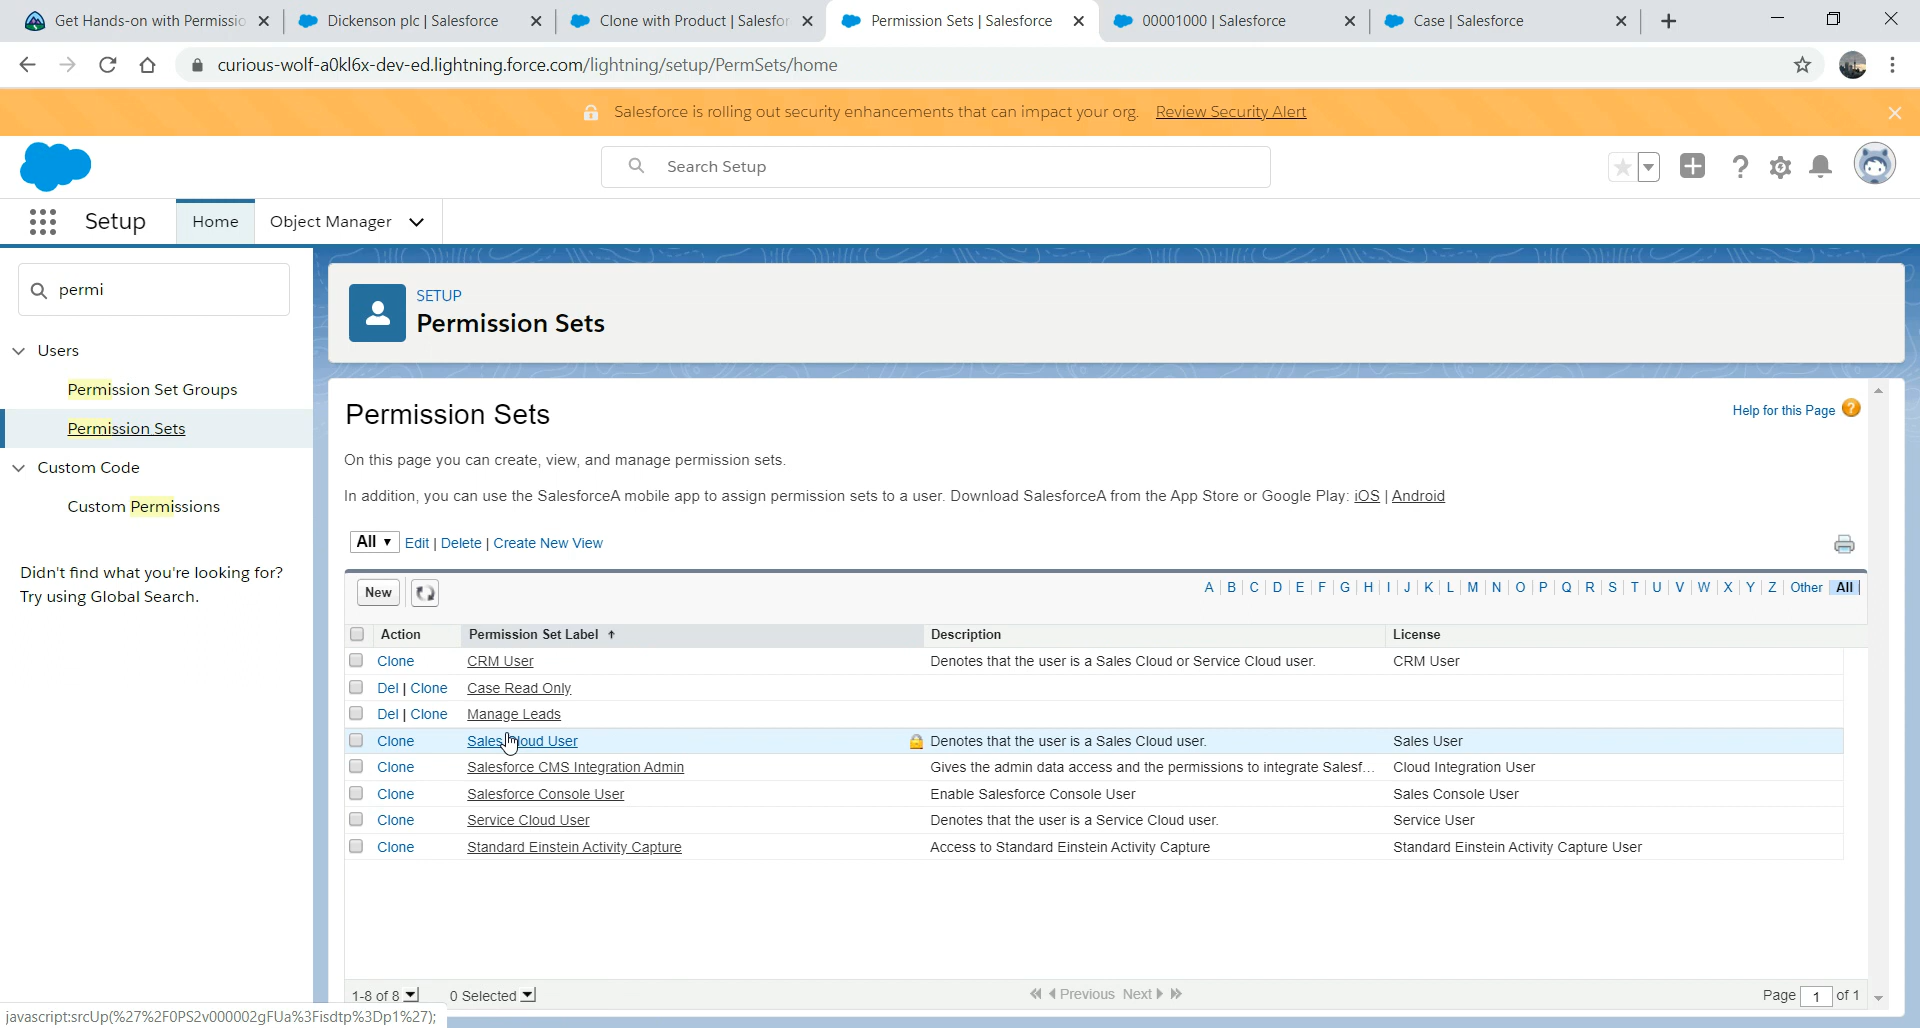 Get Hands-on with Permissio
Dickenson plc | Salesforce
Clone with Product | Salesfor
Permission Sets | Salesforce
00001000 | Salesforce
Case | Salesforce
curious-wolf-a0kl6x-dev-ed.lightning.force.com/lightning/setup/PermSets/home
Salesforce is rolling out security enhancements that can impact your org. Review Security Alert
Search Setup
Setup Home Object Manager
permi
Users
Permission Set Groups
Permission Sets
Custom Code
Custom Permissions
Didn't find what you're looking for?
Try using Global Search.
SETUP
Permission Sets
Permission Sets
Help for this Page
On this page you can create, view, and manage permission sets.
In addition, you can use the SalesforceA mobile app to assign permission sets to a user. Download SalesforceA from the App Store or Google Play: iOS | Android
All Edit | Delete | Create New View
New
A | B | C | D | E | F | G | H | I | J | K | L | M | N | O | P | Q | R | S | T | U | V | W | X | Y | Z | Other | All
Action Permission Set Label ↑ Description License
Clone CRM User Denotes that the user is a Sales Cloud or Service Cloud user. CRM User
Del | Clone Case Read Only
Del | Clone Manage Leads
Clone Sales loud User Denotes that the user is a Sales Cloud user. Sales User
Clone Salesforce CMS Integration Admin Gives the admin data access and the permissions to integrate Salesf... Cloud Integration User
Clone Salesforce Console User Enable Salesforce Console User Sales Console User
Clone Service Cloud User Denotes that the user is a Service Cloud user. Service User
Clone Standard Einstein Activity Capture Access to Standard Einstein Activity Capture Standard Einstein Activity Capture User
1-8 of 8 0 Selected Previous Next Page 1 of 1
javascript:srcUp(%27%2F0PS2v000002gFUa%3Fisdtp%3Dp1%27);